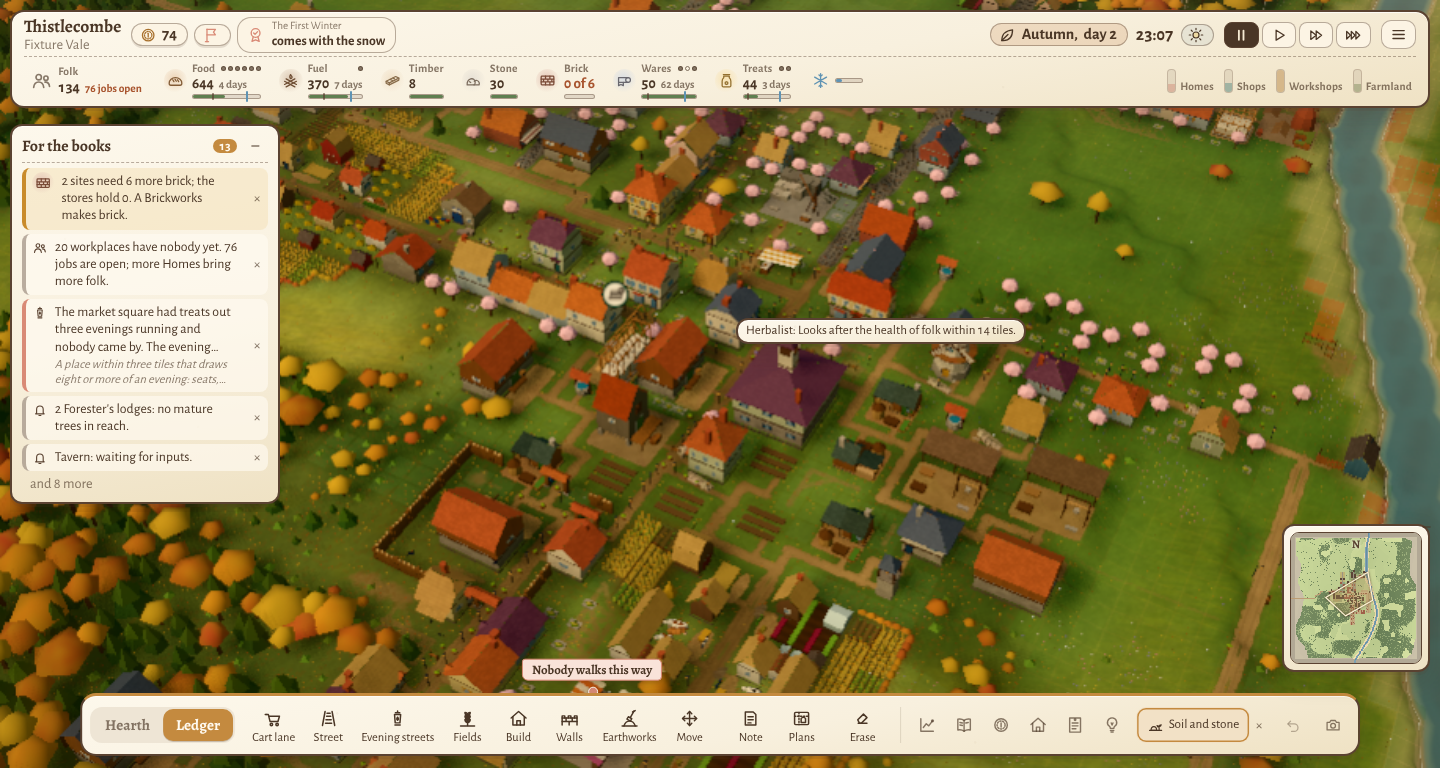 Thistlecombe
Fixture Vale
74
The First Winter
comes with the snow
Autumn, day 2
23:07
Folk
134 76 jobs open
Food
644 4 days
Fuel
370 7 days
Timber
8
Stone
30
Brick
0 of 6
Wares
50 62 days
Treats
44 3 days
Homes
Shops
Workshops
Farmland
For the books
13
2 sites need 6 more brick; the
stores hold 0. A Brickworks
makes brick.
20 workplaces have nobody yet. 76
jobs are open; more Homes bring
more folk.
The market square had treats out
three evenings running and
nobody came by. The evening…
A place within three tiles that draws
eight or more of an evening: seats,…
2 Forester's lodges: no mature
trees in reach.
Tavern: waiting for inputs.
and 8 more
Herbalist: Looks after the health of folk within 14 tiles.
N
Nobody walks this way
Hearth
Ledger
Cart lane
Street
Evening streets
Fields
Build
Walls
Earthworks
Move
Note
Plans
Erase
Soil and stone